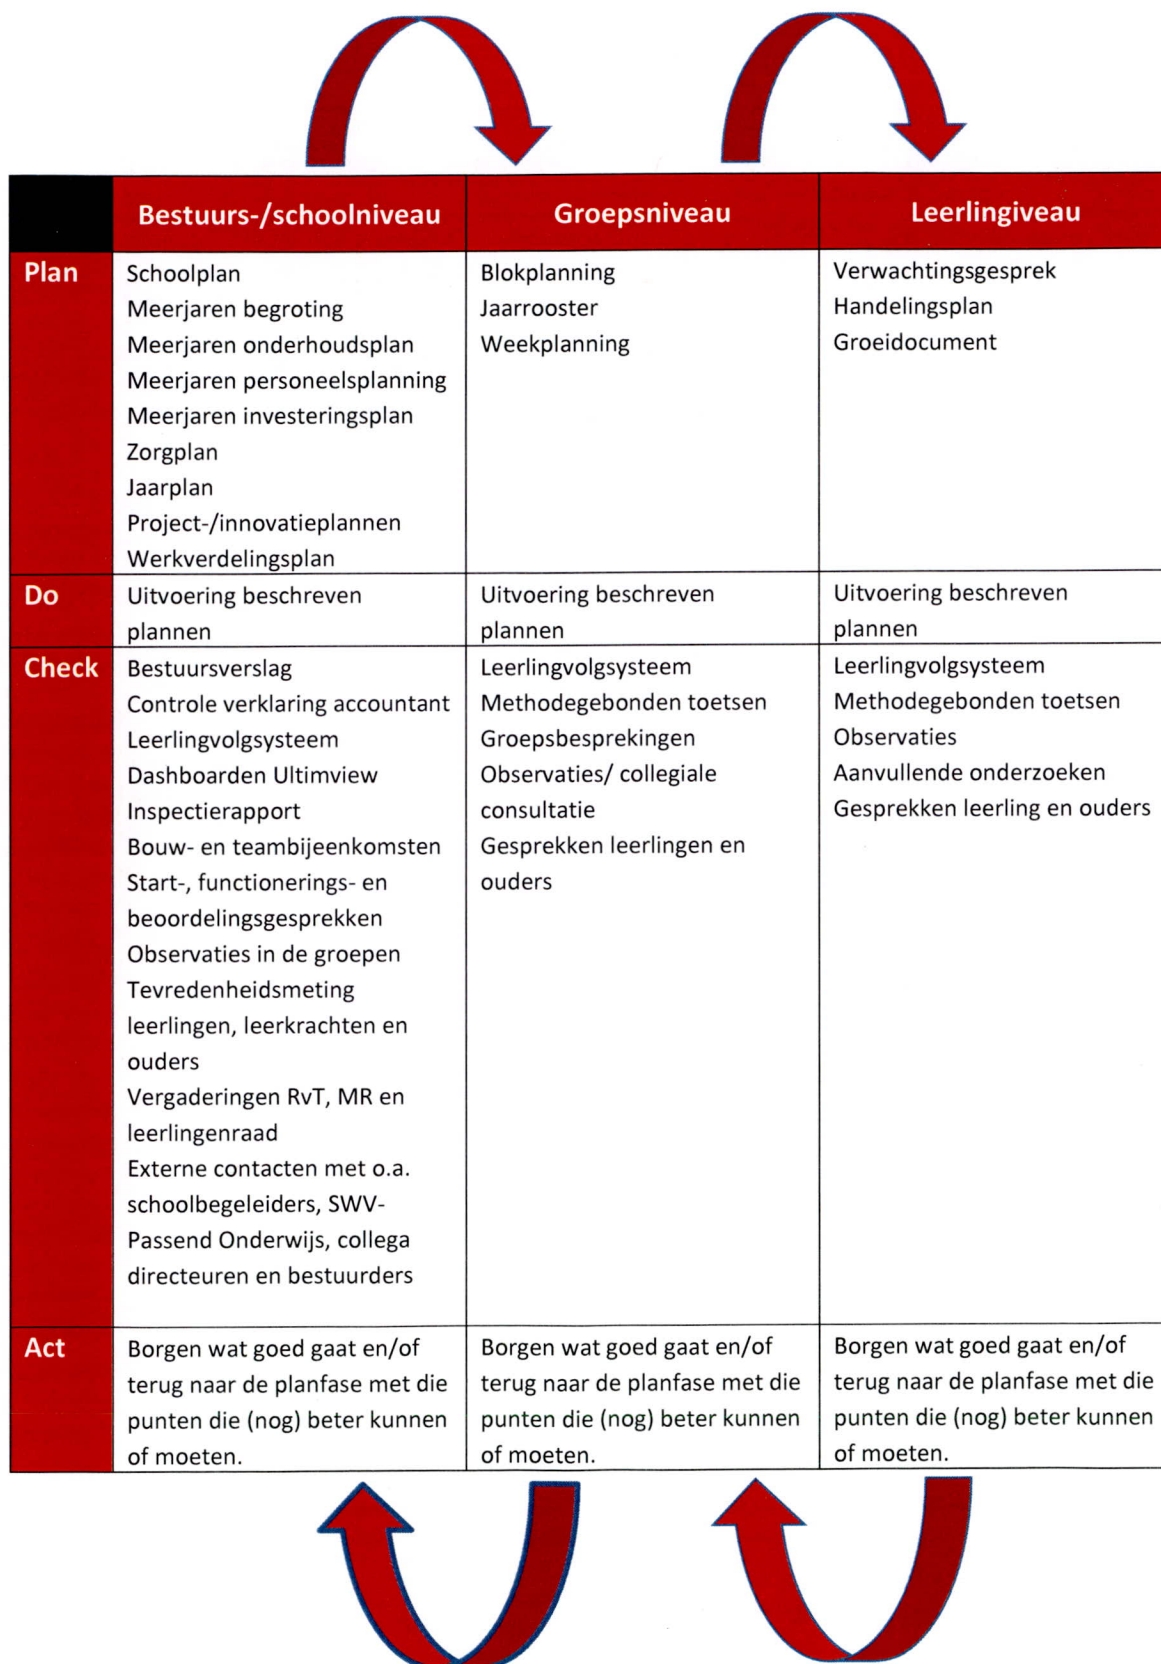 Bestuurs-/schoolniveau
Groepsniveau
Leerlingiveau
Plan
Schoolplan
Meerjaren begroting
Meerjaren onderhoudsplan
Meerjaren personeelsplanning
Meerjaren investeringsplan
Zorgplan
Jaarplan
Project-/innovatieplannen
Werkverdelingsplan
Blokplanning
Jaarrooster
Weekplanning
Verwachtingsgesprek
Handelingsplan
Groeidocument
Do
Uitvoering beschreven
plannen
Uitvoering beschreven
plannen
Uitvoering beschreven
plannen
Check
Bestuursverslag
Controle verklaring accountant
Leerlingvolgsysteem
Dashboarden Ultimview
Inspectierapport
Bouw- en teambijeenkomsten
Start-, functionerings- en
beoordelingsgesprekken
Observaties in de groepen
Tevredenheidsmeting
leerlingen, leerkrachten en
ouders
Vergaderingen RvT, MR en
leerlingenraad
Externe contacten met o.a.
schoolbegeleiders, SWV-
Passend Onderwijs, collega
directeuren en bestuurders
Leerlingvolgsysteem
Methodegebonden toetsen
Groepsbesprekingen
Observaties/ collegiale
consultatie
Gesprekken leerlingen en
ouders
Leerlingvolgsysteem
Methodegebonden toetsen
Observaties
Aanvullende onderzoeken
Gesprekken leerling en ouders
Act
Borgen wat goed gaat en/of
terug naar de planfase met die
punten die (nog) beter kunnen
of moeten.
Borgen wat goed gaat en/of
terug naar de planfase met die
punten die (nog) beter kunnen
of moeten.
Borgen wat goed gaat en/of
terug naar de planfase met die
punten die (nog) beter kunnen
of moeten.